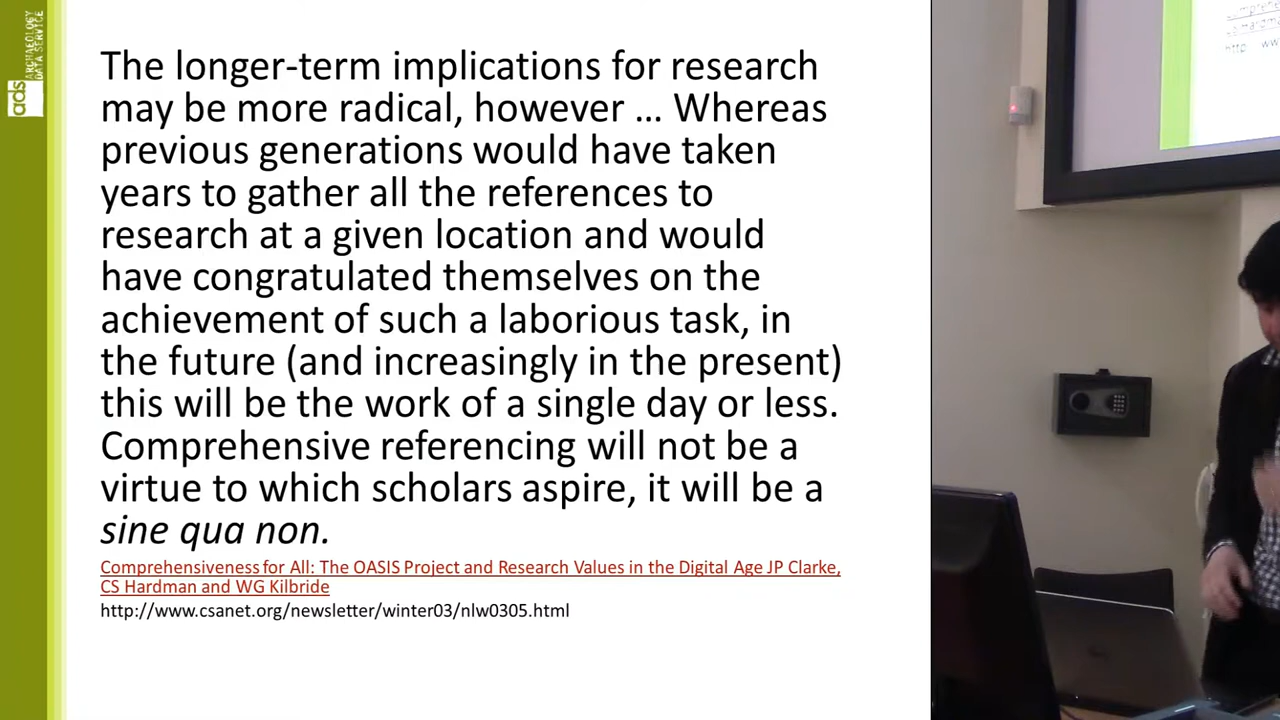 ads
ARCHAEOLOGY
DATA SERVICE
The longer-term implications for research
may be more radical, however ... Whereas
previous generations would have taken
years to gather all the references to
research at a given location and would
have congratulated themselves on the
achievement of such a laborious task, in
the future (and increasingly in the present)
this will be the work of a single day or less.
Comprehensive referencing will not be a
virtue to which scholars aspire, it will be a
sine qua non.
Comprehensiveness for All: The OASIS Project and Research Values in the Digital Age JP Clarke,
CS Hardman and WG Kilbride
http://www.csanet.org/newsletter/winter03/nlw0305.html